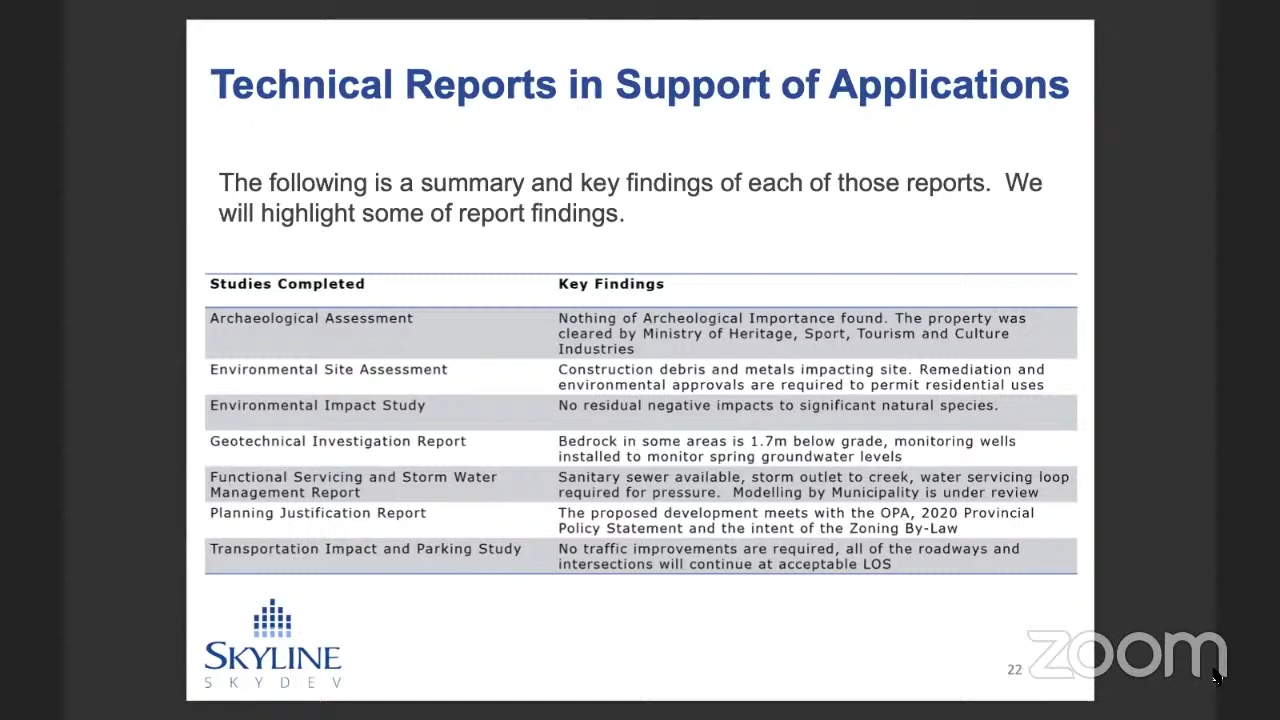 Technical Reports in Support of Applications
The following is a summary and key findings of each of those reports.  We
will highlight some of report findings.
Studies Completed
Key Findings
Archaeological Assessment
Nothing of Archeological Importance found. The property was
cleared by Ministry of Heritage, Sport, Tourism and Culture
Industries
Environmental Site Assessment
Construction debris and metals impacting site. Remediation and
environmental approvals are required to permit residential uses
Environmental Impact Study
No residual negative impacts to significant natural species.
Geotechnical Investigation Report
Bedrock in some areas is 1.7m below grade, monitoring wells
installed to monitor spring groundwater levels
Functional Servicing and Storm Water
Management Report
Sanitary sewer available, storm outlet to creek, water servicing loop
required for pressure.  Modelling by Municipality is under review
Planning Justification Report
The proposed development meets with the OPA, 2020 Provincial
Policy Statement and the intent of the Zoning By-Law
Transportation Impact and Parking Study
No traffic improvements are required, all of the roadways and
intersections will continue at acceptable LOS
SKYLINE
SKYDEV
22
zoom